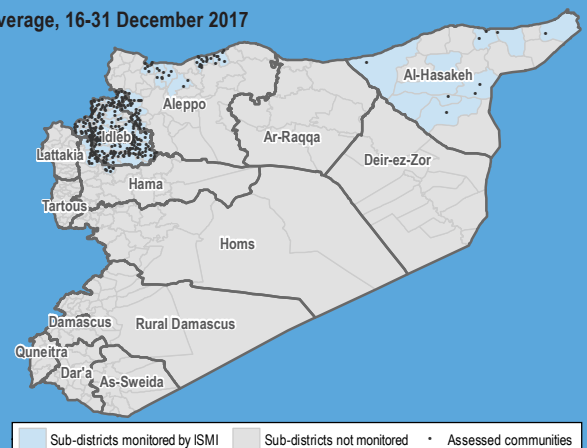 verage, 16-31 December 2017
Al-Hasakeh
Aleppo
Idleb
Ar-Raqqa
Lattakia
Deir-ez-Zor
Hama
Tartous
Homs
Damascus
Rural Damascus
Quneitra
Dar'a
As-Sweida
Sub-districts monitored by ISMI Sub-districts not monitored Assessed communities